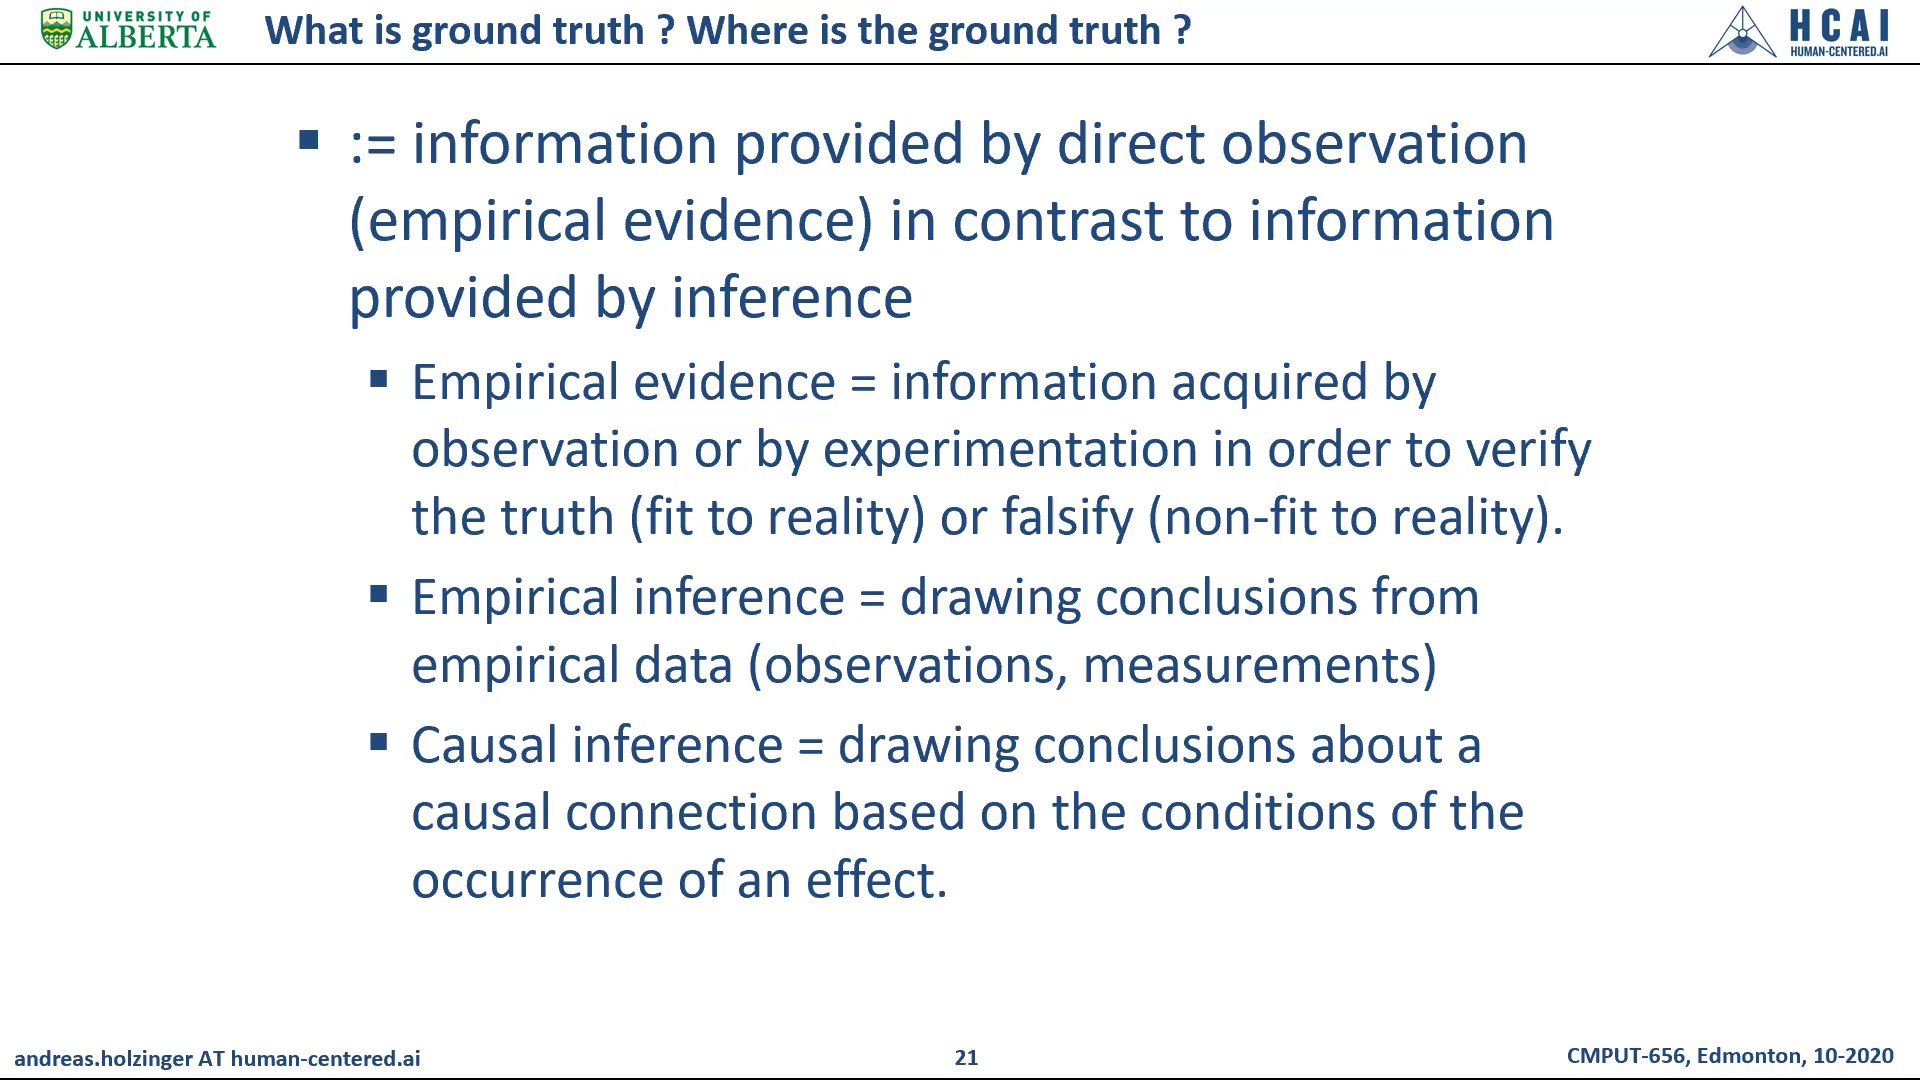 UNIVERSITY OF
ALBERTA
What is ground truth ? Where is the ground truth ?
HCAI
HUMAN-CENTERED.AI
▪ := information provided by direct observation
(empirical evidence) in contrast to information
provided by inference
▪ Empirical evidence = information acquired by
observation or by experimentation in order to verify
the truth (fit to reality) or falsify (non-fit to reality).
▪ Empirical inference = drawing conclusions from
empirical data (observations, measurements)
▪ Causal inference = drawing conclusions about a
causal connection based on the conditions of the
occurrence of an effect.
andreas.holzinger AT human-centered.ai
21
CMPUT-656, Edmonton, 10-2020